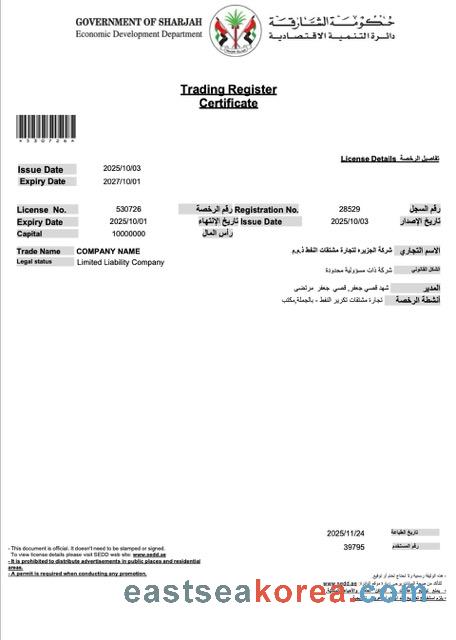 GOVERNMENT OF SHARJAH
Economic Development Department
حكومة الشارقة
دائرة التنمية الاقتصادية
Trading Register
Certificate
*530726*
License Details تفاصيل الرخصة
Issue Date 2025/10/03
Expiry Date 2027/10/01
License No. 530726 رقم الرخصة Registration No. 28529 رقم السجل
Expiry Date 2025/10/01 تاريخ الإنتهاء Issue Date 2025/10/03 تاريخ الإصدار
Capital 10000000 رأس المال
Trade Name COMPANY NAME شركة الجزيره لتجارة مشتقات النفط ذ.م.م الاسم التجاري
Legal status Limited Liability Company شركة ذات مسؤولية محدودة الشكل القانوني
شهد قصي جعفر, قصي جعفر مرتضى المدير
تجارة مشتقات تكرير النفط - بالجملة,مكتب أنشطة الرخصة
2025/11/24 تاريخ الطباعة
39795 رقم المستخدم
- This document is official. It doesn't need to be stamped or signed.
To view license details please visit SEDD web site: www.sedd.ae
- It is prohibited to distribute advertisements in public places and residential
areas.
- A permit is required when conducting any promotion.
- هذه الوثيقة رسمية ولا تحتاج لختم أو توقيع.
www.sedd.ae
eastseakorea.com